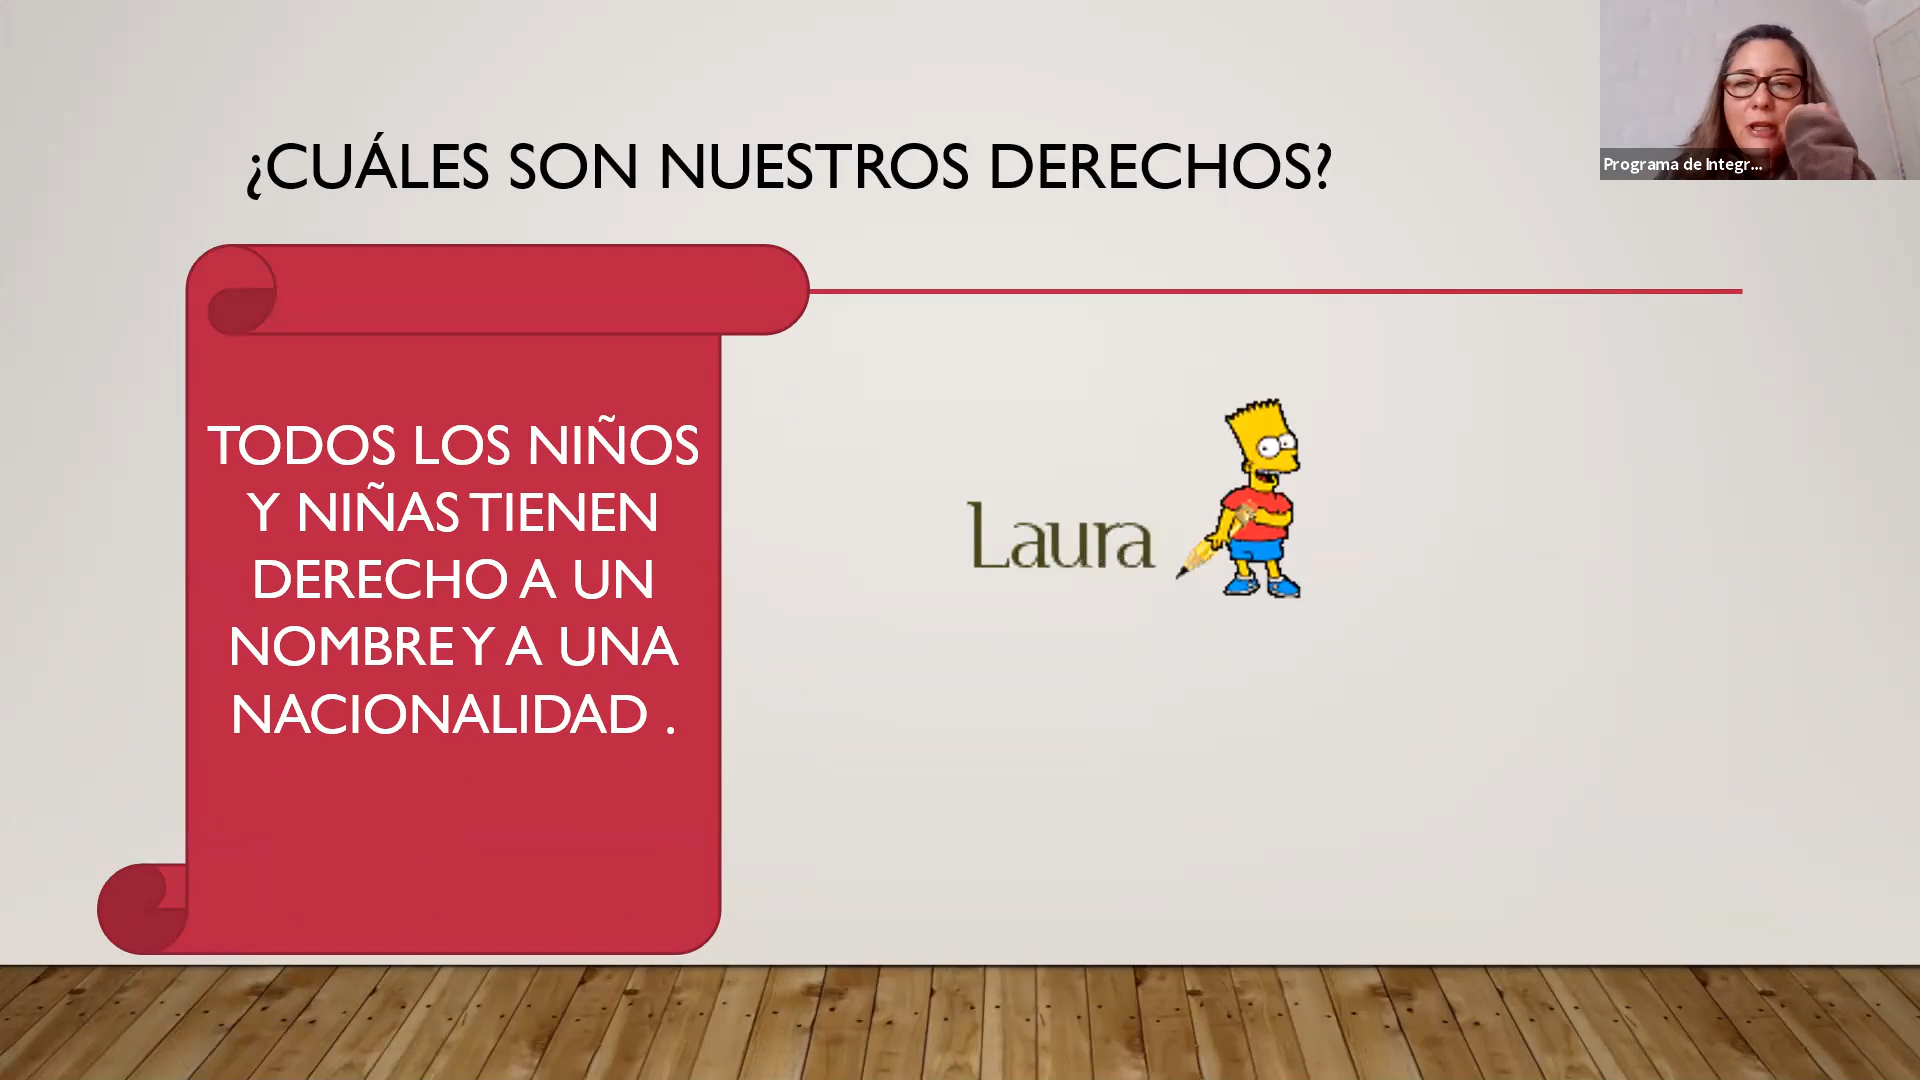 ¿CUÁLES SON NUESTROS DERECHOS?
Programa de Integr...
TODOS LOS NIÑOS
Y NIÑAS TIENEN
DERECHO A UN
NOMBRE Y A UNA
NACIONALIDAD .
Laura